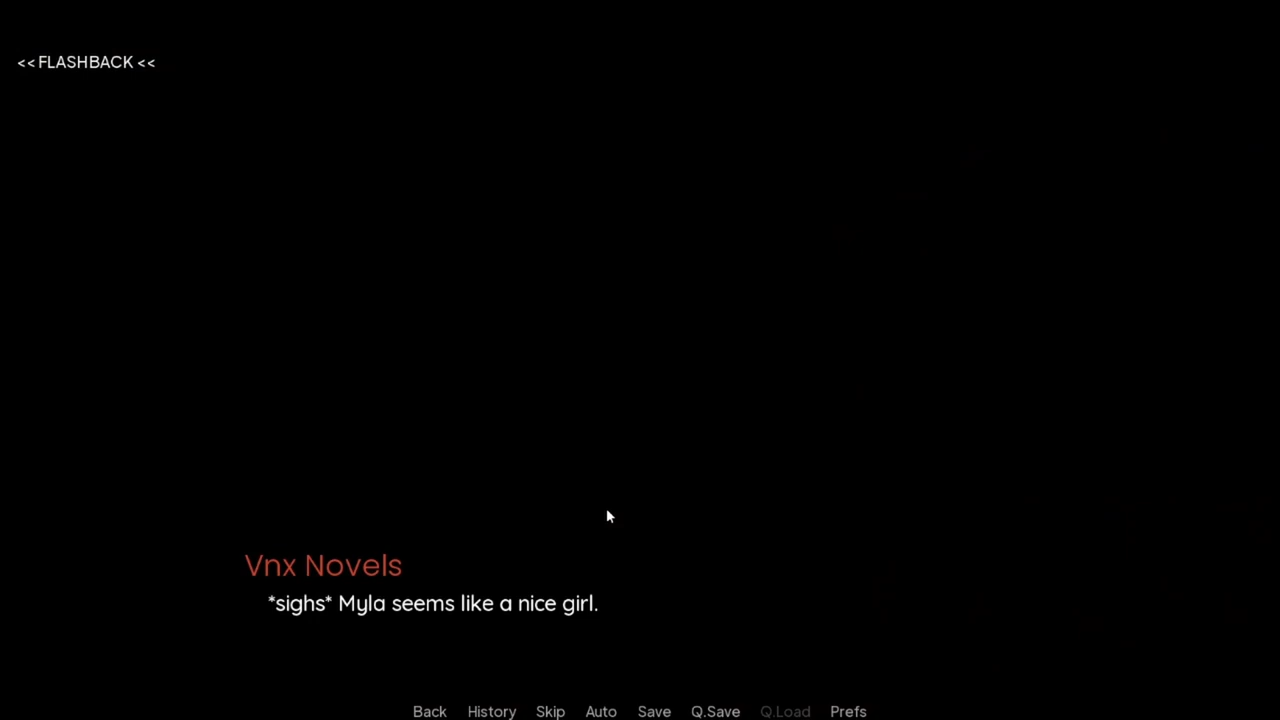 << FLASHBACK <<
Vnx Novels
*sighs* Myla seems like a nice girl.
Back History Skip Auto Save Q.Save Q.Load Prefs